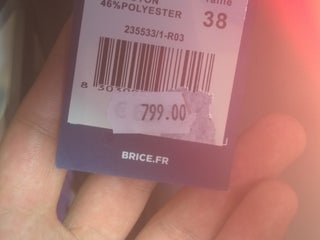 46%POLYESTER
38
235533/1-R03
799.00
BRICE.FR